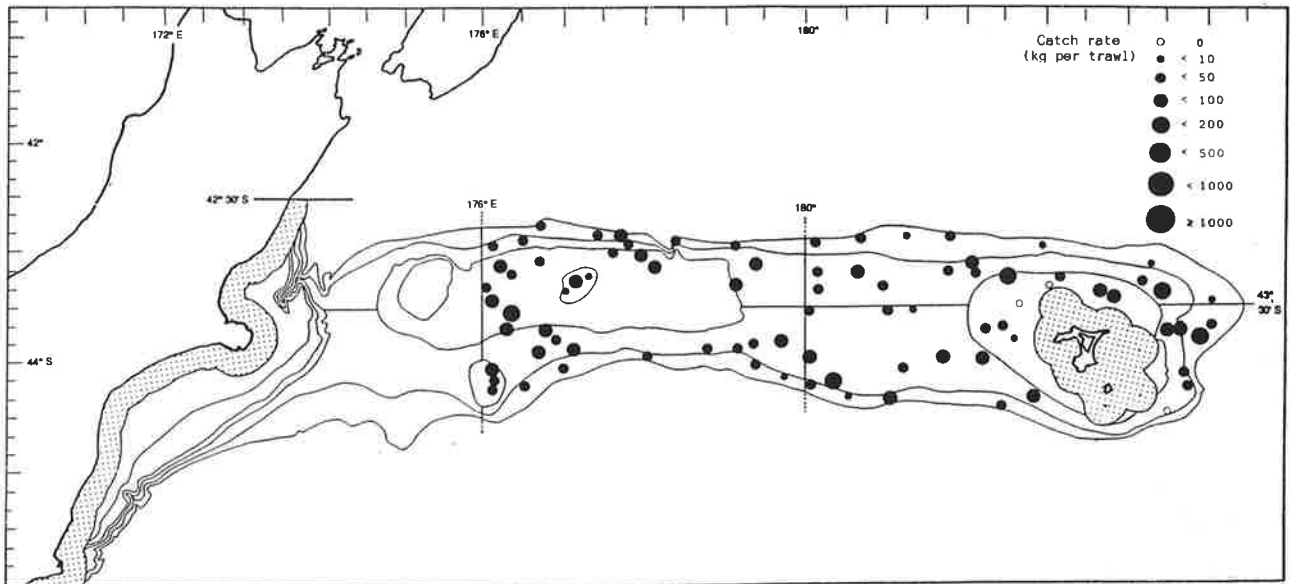 172° E
176° E
180°
Catch rate
(kg per trawl)
0
< 10
< 50
< 100
< 200
< 500
< 1000
≥ 1000
42°
42° 30' S
176° E
180°
43°
30' S
44° S